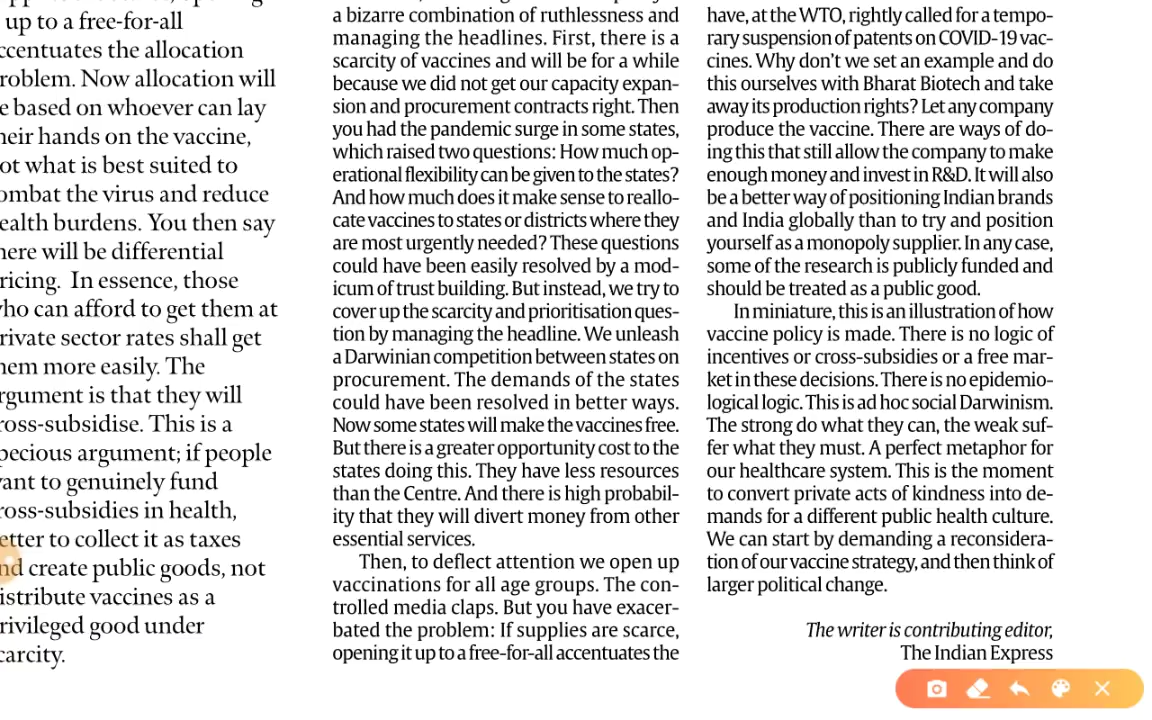 up to a free-for-all
ccentuates the allocation
roblem. Now allocation will
e based on whoever can lay
heir hands on the vaccine,
ot what is best suited to
ombat the virus and reduce
ealth burdens. You then say
here will be differential
ricing. In essence, those
who can afford to get them at
rivate sector rates shall get
hem more easily. The
rgument is that they will
ross-subsidise. This is a
pecious argument; if people
want to genuinely fund
ross-subsidies in health,
etter to collect it as taxes
nd create public goods, not
istribute vaccines as a
rivileged good under
carcity.
a bizarre combination of ruthlessness and
managing the headlines. First, there is a
scarcity of vaccines and will be for a while
because we did not get our capacity expan-
sion and procurement contracts right. Then
you had the pandemic surge in some states,
which raised two questions: How much op-
erational flexibility can be given to the states?
And how much does it make sense to reallo-
cate vaccines to states or districts where they
are most urgently needed? These questions
could have been easily resolved by a mod-
icum of trust building. But instead, we try to
cover up the scarcity and prioritisation ques-
tion by managing the headline. We unleash
a Darwinian competition between states on
procurement. The demands of the states
could have been resolved in better ways.
Now some states will make the vaccines free.
But there is a greater opportunity cost to the
states doing this. They have less resources
than the Centre. And there is high probabil-
ity that they will divert money from other
essential services.
Then, to deflect attention we open up
vaccinations for all age groups. The con-
trolled media claps. But you have exacer-
bated the problem: If supplies are scarce,
opening it up to a free-for-all accentuates the
have, at the WTO, rightly called for a tempo-
rary suspension of patents on COVID-19 vac-
cines. Why don't we set an example and do
this ourselves with Bharat Biotech and take
away its production rights? Let any company
produce the vaccine. There are ways of do-
ing this that still allow the company to make
enough money and invest in R&D. It will also
be a better way of positioning Indian brands
and India globally than to try and position
yourself as a monopoly supplier. In any case,
some of the research is publicly funded and
should be treated as a public good.
In miniature, this is an illustration of how
vaccine policy is made. There is no logic of
incentives or cross-subsidies or a free mar-
ket in these decisions. There is no epidemio-
logical logic. This is ad hoc social Darwinism.
The strong do what they can, the weak suf-
fer what they must. A perfect metaphor for
our healthcare system. This is the moment
to convert private acts of kindness into de-
mands for a different public health culture.
We can start by demanding a reconsidera-
tion of our vaccine strategy, and then think of
larger political change.
The writer is contributing editor,
The Indian Express